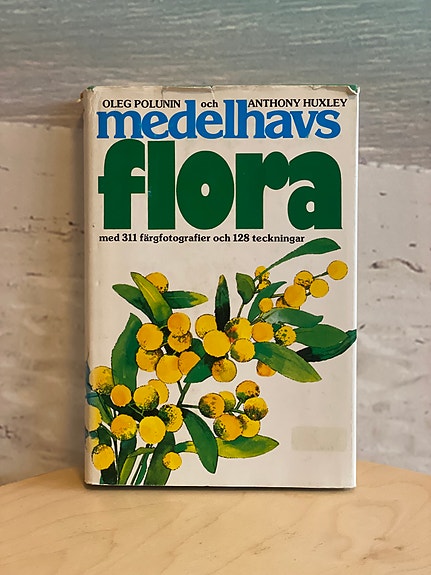 OLEG POLUNIN och ANTHONY HUXLEY
medelhavs
flora
med 311 färgfotografier och 128 teckningar